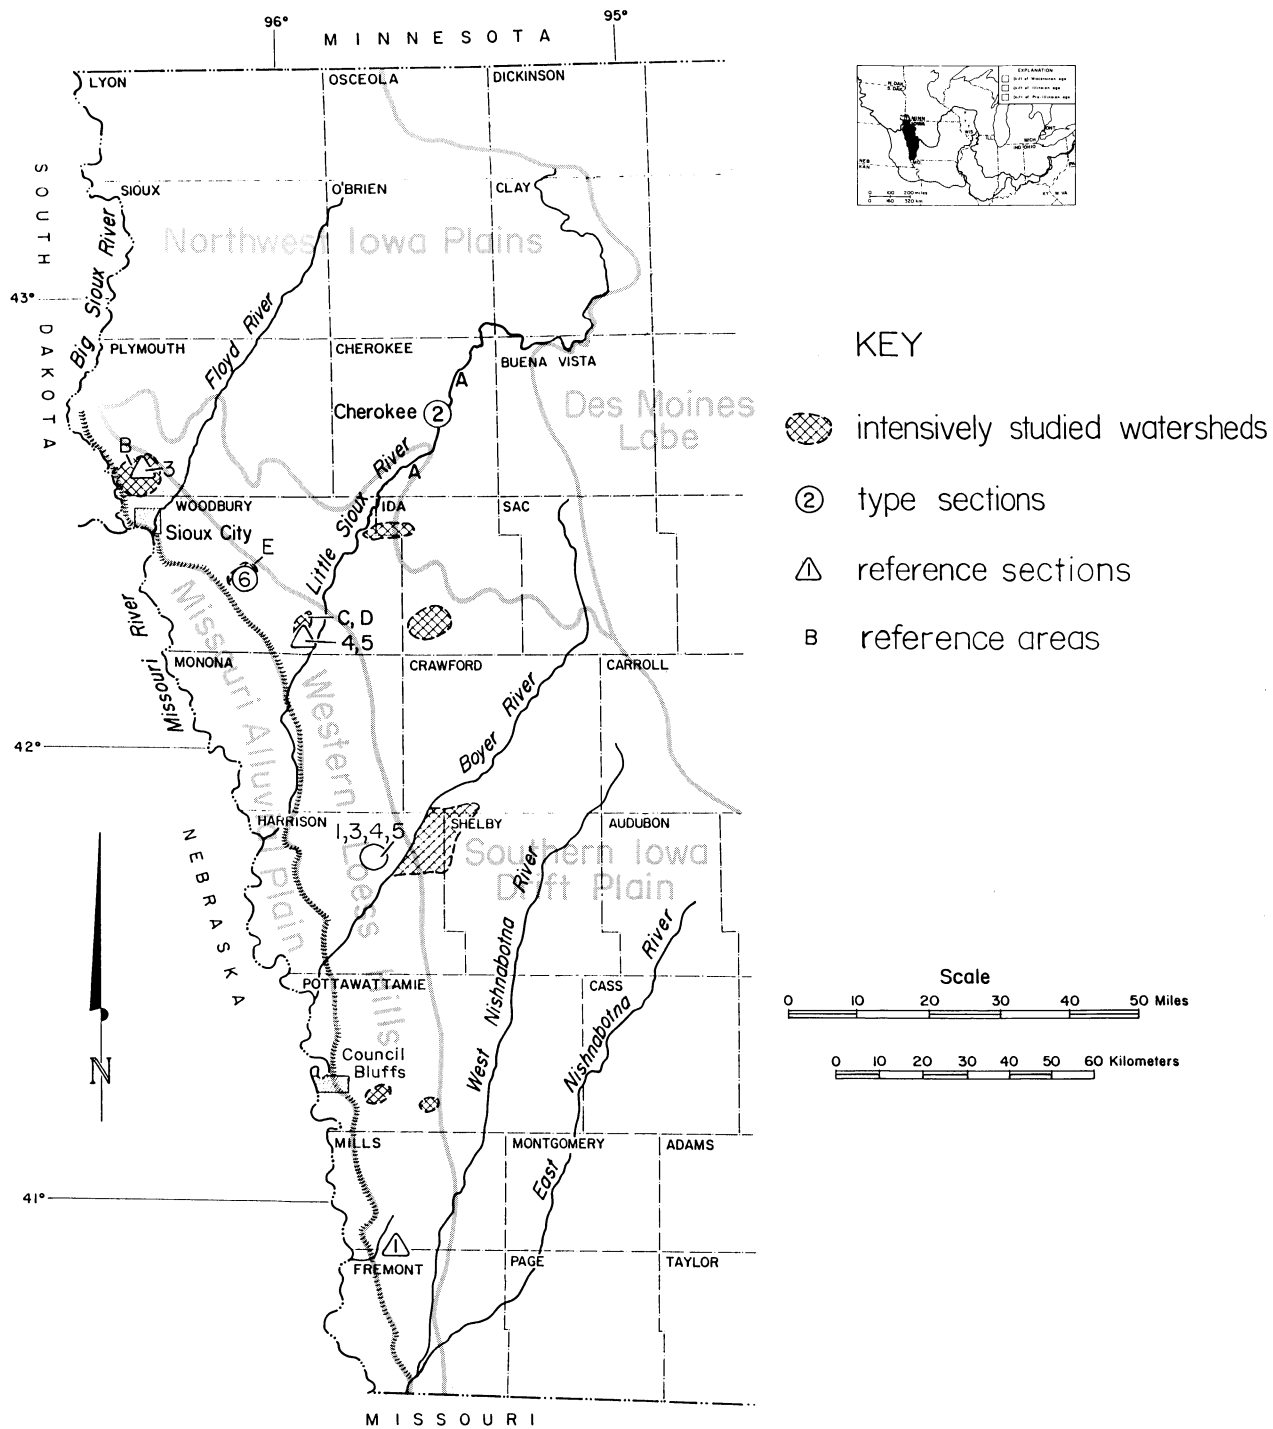 96°
95°
MINNESOTA
LYON
OSCEOLA
DICKINSON
SOUTH DAKOTA
SIOUX
O'BRIEN
CLAY
Big Sioux River
Northwest Iowa Plains
43°
Floyd River
PLYMOUTH
CHEROKEE
BUENA VISTA
A
Cherokee
2
Des Moines
Lobe
B
3
Little Sioux River
A
WOODBURY
IDA
SAC
Sioux City
E
6
C, D
4,5
Missouri River
MONONA
CRAWFORD
CARROLL
Missouri Alluvial Plain
Western Loess Hills
42°
Boyer River
HARRISON
1,3,4,5
SHELBY
AUDUBON
Southern Iowa
Drift Plain
NEBRASKA
West Nishnabotna River
East Nishnabotna River
POTTAWATTAMIE
CASS
N
Council
Bluffs
MILLS
MONTGOMERY
ADAMS
41°
1
FREMONT
PAGE
TAYLOR
MISSOURI
EXPLANATION
KEY
intensively studied watersheds
2 type sections
1 reference sections
B reference areas
Scale
0 10 20 30 40 50 Miles
0 10 20 30 40 50 60 Kilometers